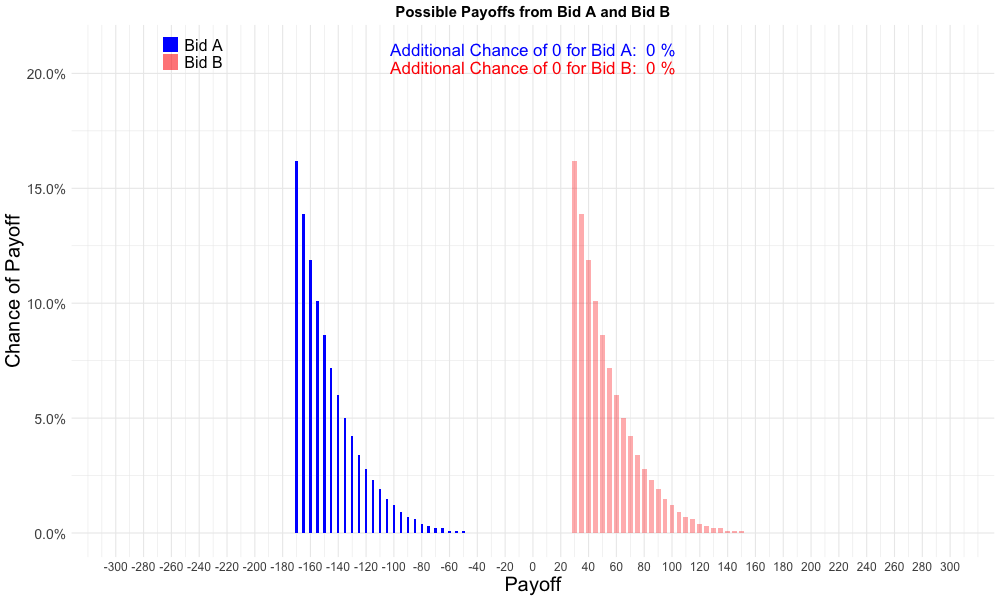 Possible Payoffs from Bid A and Bid B
Bid A
Bid B
Additional Chance of 0 for Bid A: 0 %
Additional Chance of 0 for Bid B: 0 %
Chance of Payoff
20.0%
15.0%
10.0%
5.0%
0.0%
-300 -280 -260 -240 -220 -200 -180 -160 -140 -120 -100 -80 -60 -40 -20 0 20 40 60 80 100 120 140 160 180 200 220 240 260 280 300
Payoff